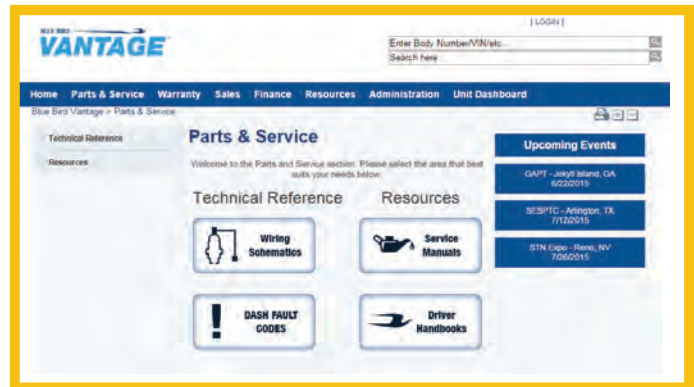 [ LOGIN ]
BLUE BIRD
VANTAGE
Enter Body Number/VIN/etc...
Search here
Home Parts & Service Warranty Sales Finance Resources Administration Unit Dashboard
Blue Bird Vantage > Parts & Service
Technical Reference
Resources
Parts & Service
Welcome to the Parts and Service section. Please select the area that best
suits your needs below.
Technical Reference
Resources
Wiring
Schematics
Service
Manuals
DASH FAULT
CODES
Driver
Handbooks
Upcoming Events
GAPT - Jekyll Island, GA
6/22/2015
SESPTC - Arlington, TX
7/12/2015
STN Expo - Reno, NV
7/26/2015